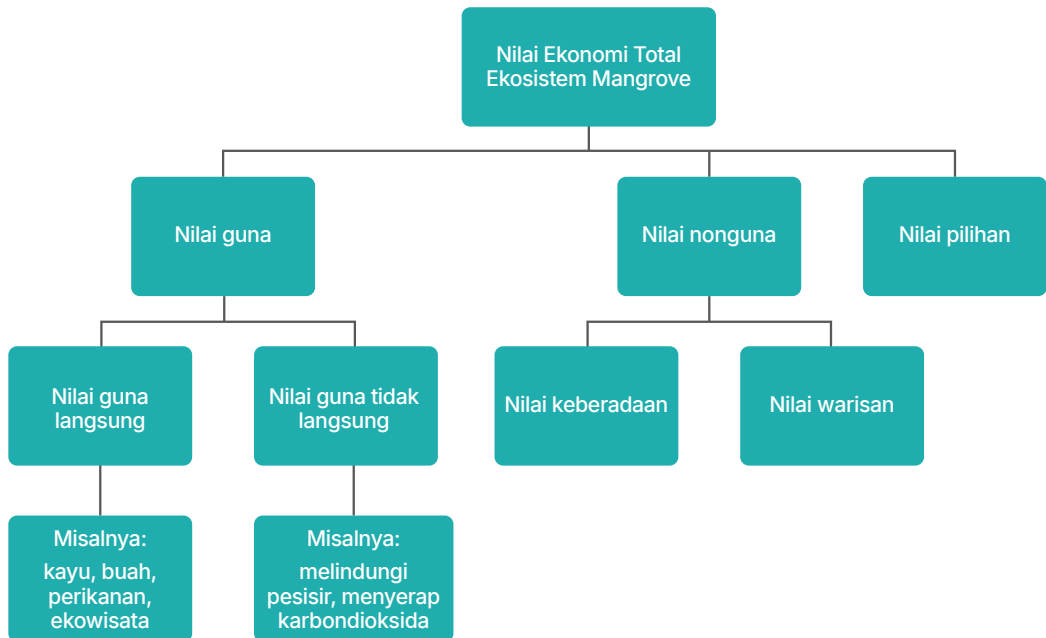 Nilai Ekonomi Total
Ekosistem Mangrove
Nilai guna
Nilai nonguna
Nilai pilihan
Nilai guna
langsung
Nilai guna tidak
langsung
Nilai keberadaan
Nilai warisan
Misalnya:
kayu, buah,
perikanan,
ekowisata
Misalnya:
melindungi
pesisir, menyerap
karbondioksida